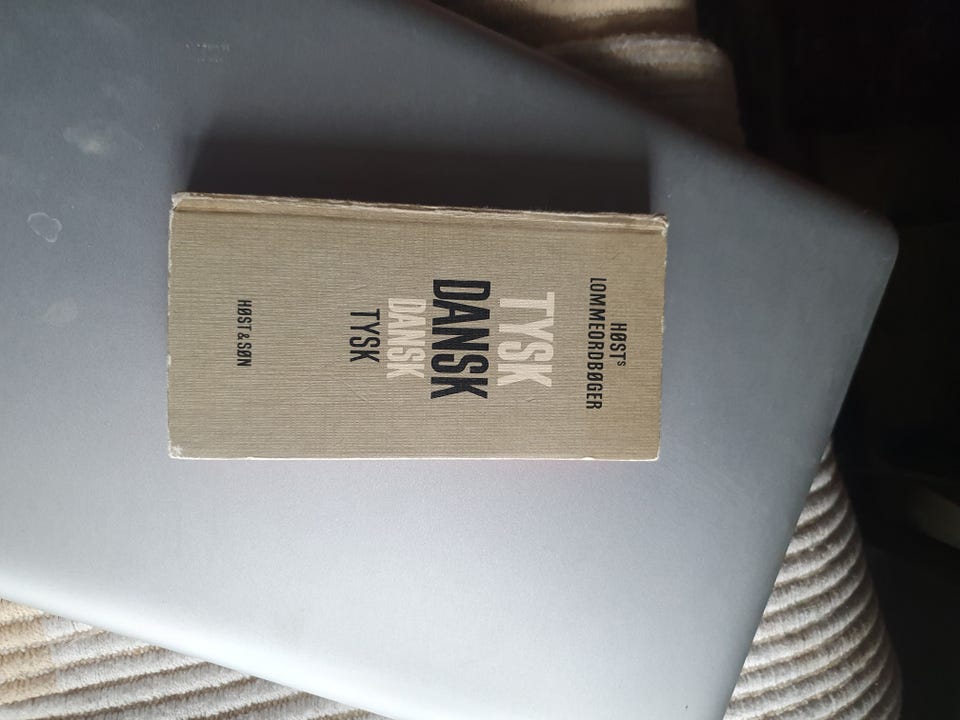 HØSTs
LOMMEORDBØGER
TYSK
DANSK
DANSK
TYSK
HØST & SØN